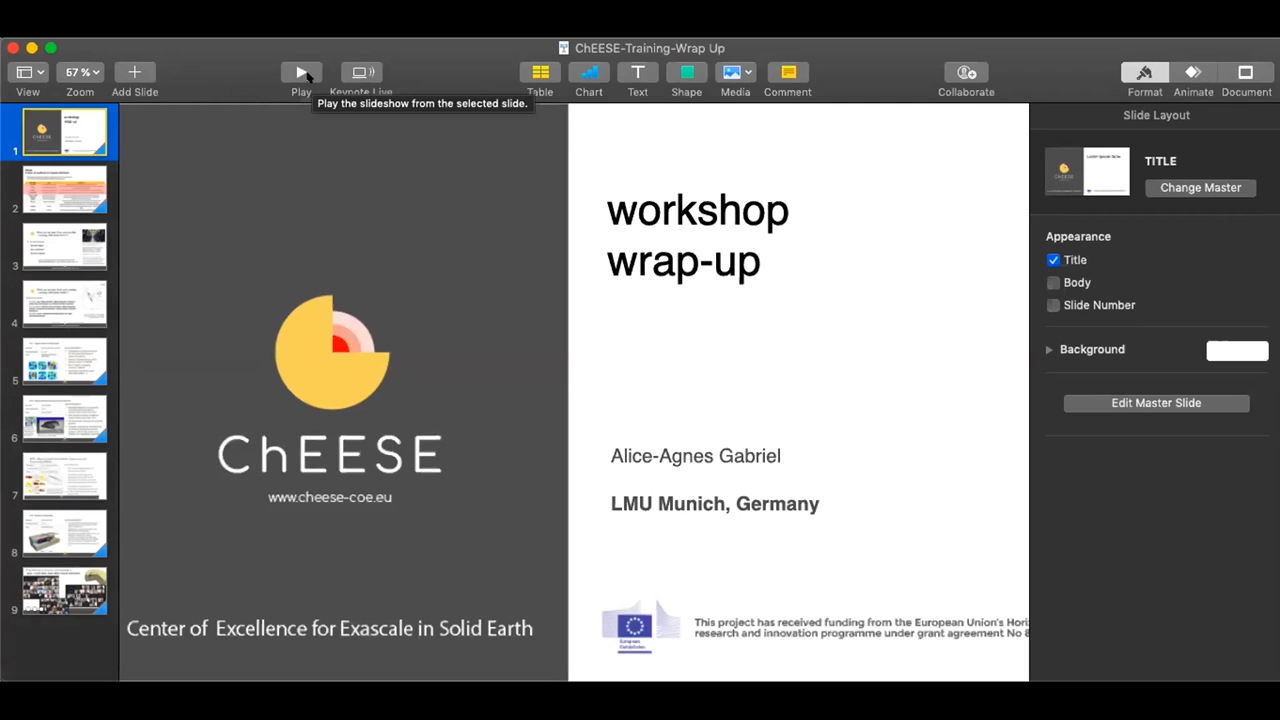 ChEESE-Training-Wrap Up
57 %
View
Zoom
Add Slide
Play
Keynote Live
Table
Chart
Text
Shape
Media
Comment
Collaborate
Format
Animate
Document
Play the slideshow from the selected slide.
1
2
3
4
5
6
7
8
9
ChEESE
www.cheese-coe.eu
Center of Excellence for Exascale in Solid Earth
workshop
wrap-up
Alice-Agnes Gabriel
LMU Munich, Germany
This project has received funding from the European Union's Hori
research and innovation programme under grant agreement No 8
Slide Layout
TITLE
Change Master
Appearance
Title
Body
Slide Number
Background
Edit Master Slide